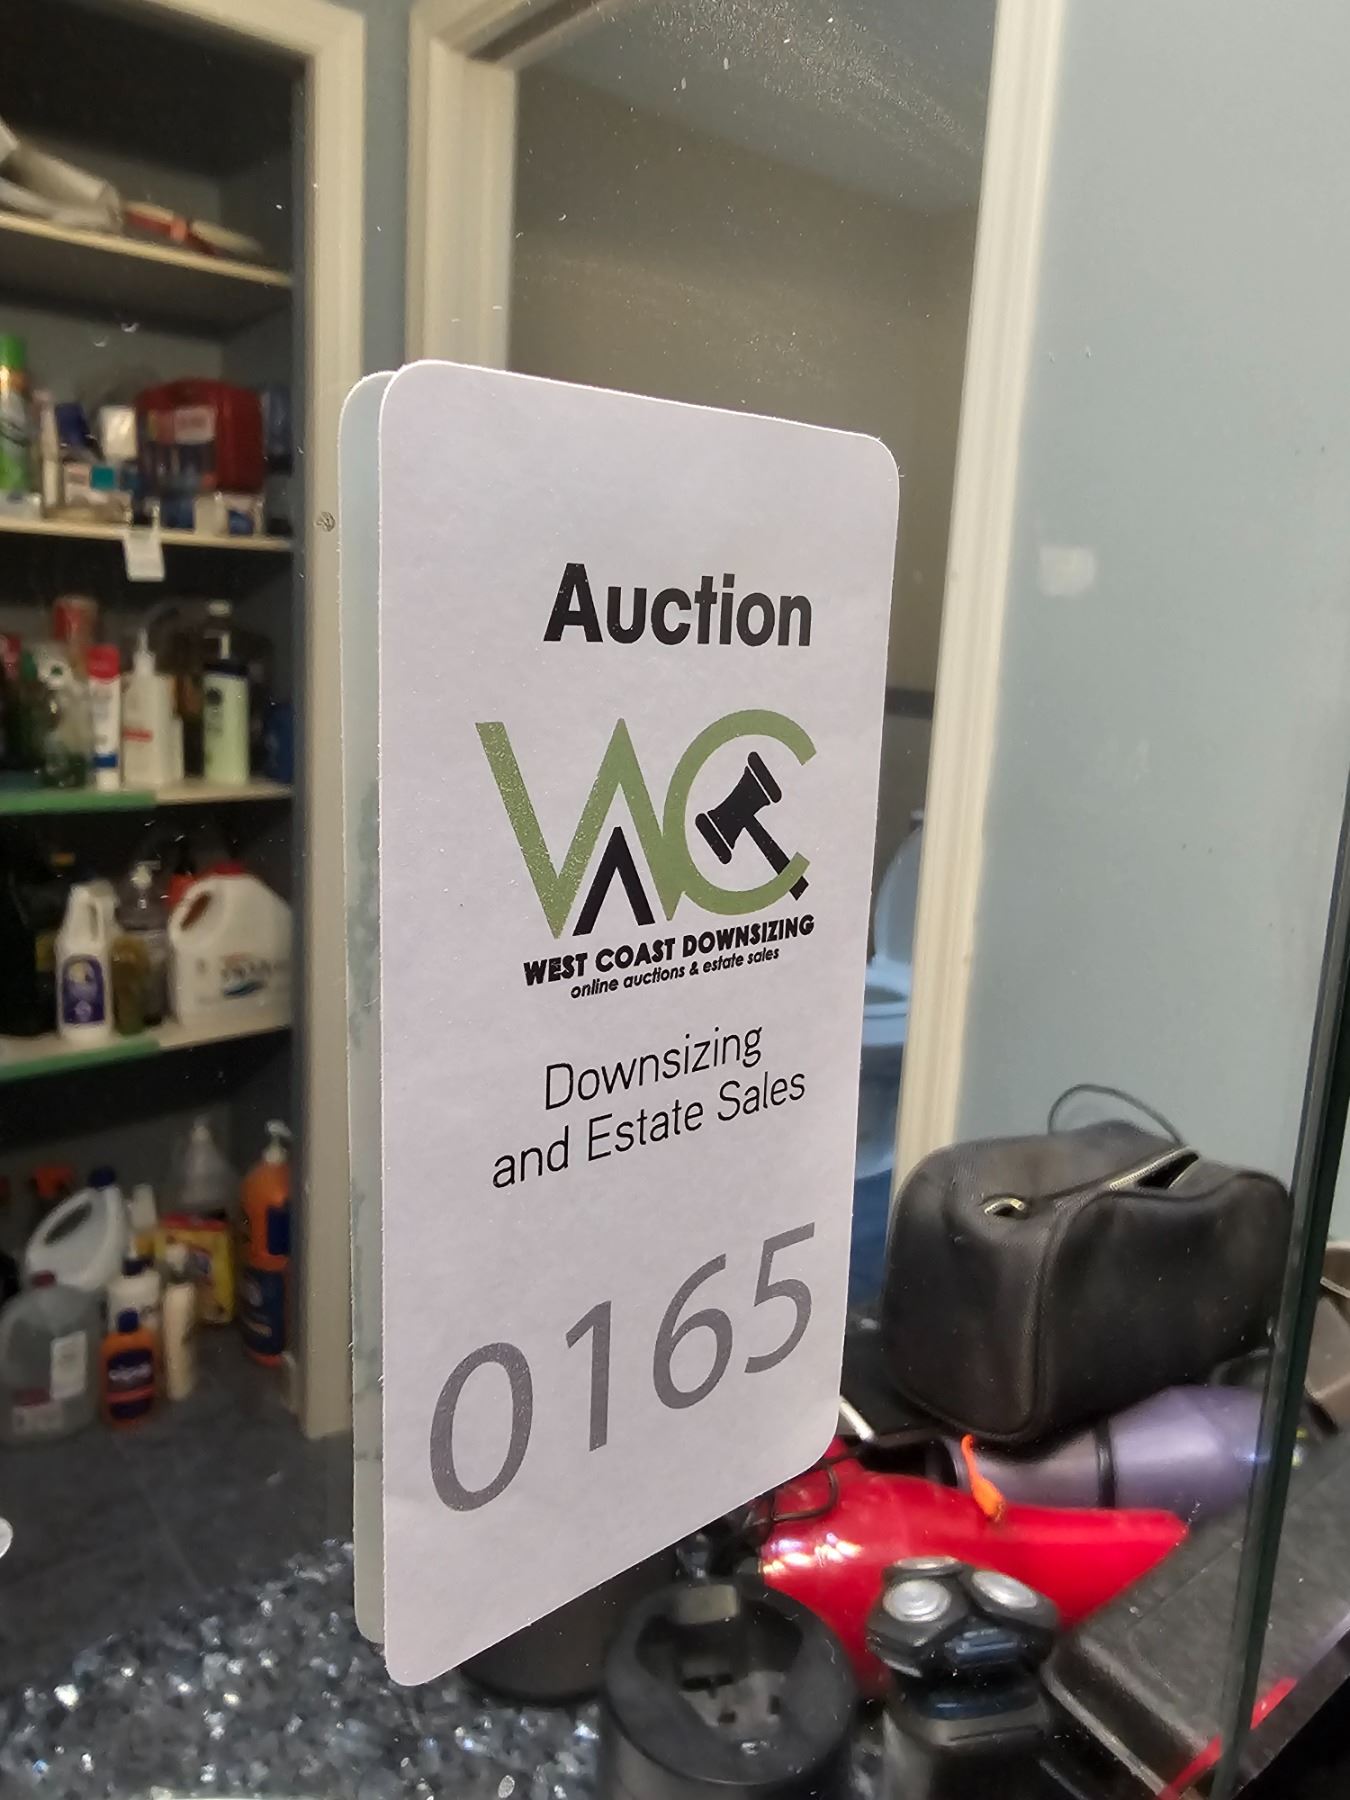 Auction
WC
WEST COAST DOWNSIZING
online auctions & estate sales
Downsizing
and Estate Sales
0165